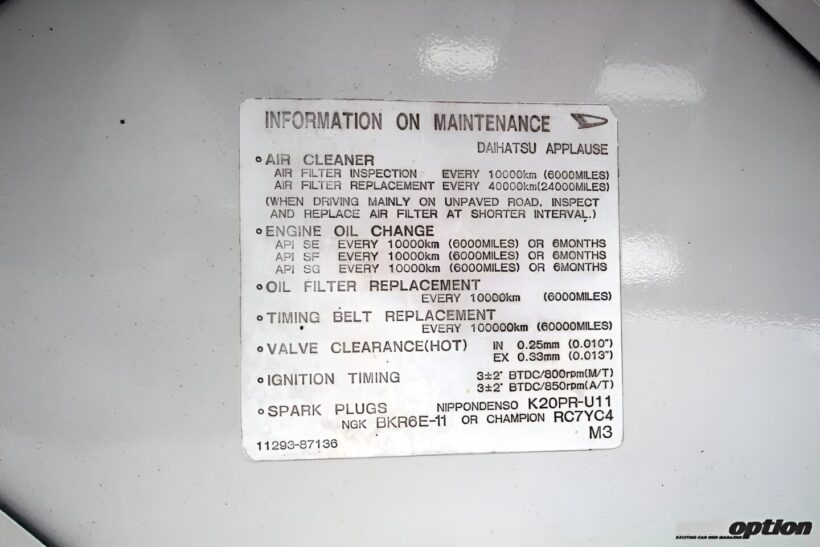 INFORMATION ON MAINTENANCE
DAIHATSU APPLAUSE
AIR CLEANER
AIR FILTER INSPECTION EVERY 10000km (6000MILES)
AIR FILTER REPLACEMENT EVERY 40000km(24000MILES)
(WHEN DRIVING MAINLY ON UNPAVED ROAD. INSPECT
AND REPLACE AIR FILTER AT SHORTER INTERVAL.)
ENGINE OIL CHANGE
API SE EVERY 10000km (6000MILES) OR 6MONTHS
API SF EVERY 10000km (6000MILES) OR 6MONTHS
API SG EVERY 10000km (6000MILES) OR 6MONTHS
OIL FILTER REPLACEMENT
EVERY 10000km (6000MILES)
TIMING BELT REPLACEMENT
EVERY 100000km (60000MILES)
VALVE CLEARANCE(HOT) IN 0.25mm (0.010")
EX 0.33mm (0.013")
IGNITION TIMING 3±2° BTDC/800rpm(M/T)
3±2° BTDC/850rpm(A/T)
SPARK PLUGS NIPPONDENSO K20PR-U11
NGK BKR6E-11 OR CHAMPION RC7YC4
M3
11293-87136
option
EXCITING CAR WEB MAGAZINE